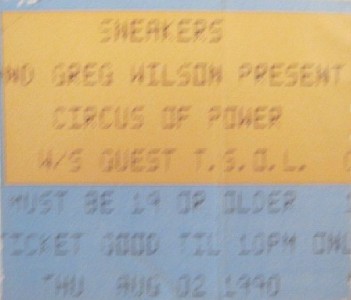 SNEAKERS
AND GREG WILSON PRESENT
CIRCUS OF POWER
W/S GUEST T.S.O.L.
MUST BE 19 OR OLDER
TICKET GOOD TIL 10PM ONL
THU AUG 02 1990